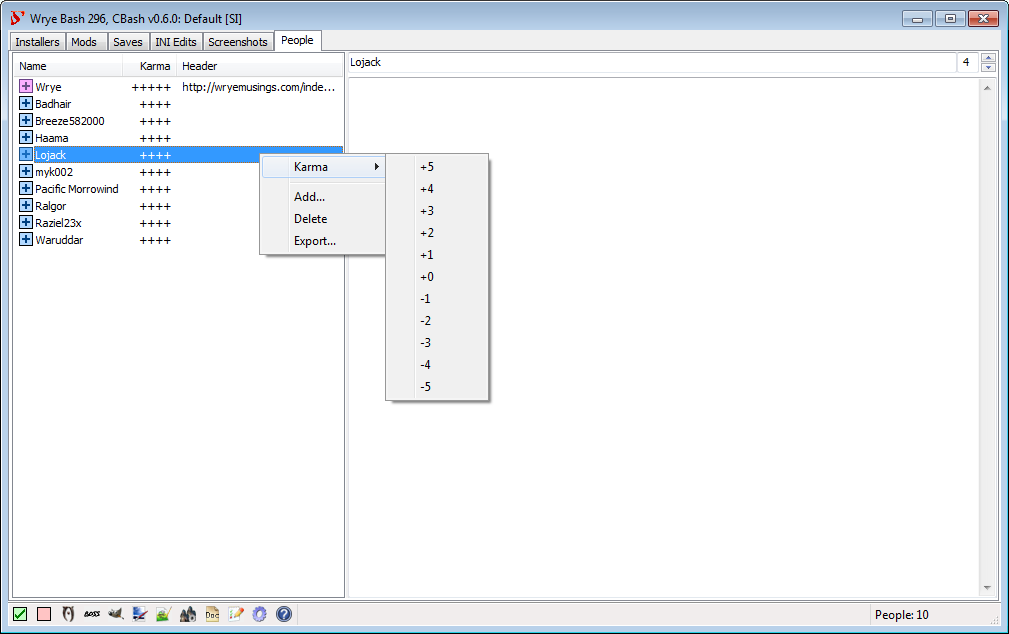 Wrye Bash 296, CBash v0.6.0: Default [SI]
Installers Mods Saves INI Edits Screenshots People
Name Karma Header
Lojack 4
Wrye +++++ http://wryemusings.com/inde...
Badhair ++++
Breeze582000 ++++
Haama ++++
Lojack ++++
myk002 ++++
Pacific Morrowind ++++
Ralgor ++++
Raziel23x ++++
Waruddar ++++
Karma
Add...
Delete
Export...
+5
+4
+3
+2
+1
+0
-1
-2
-3
-4
-5
BOSS Doc
People: 10